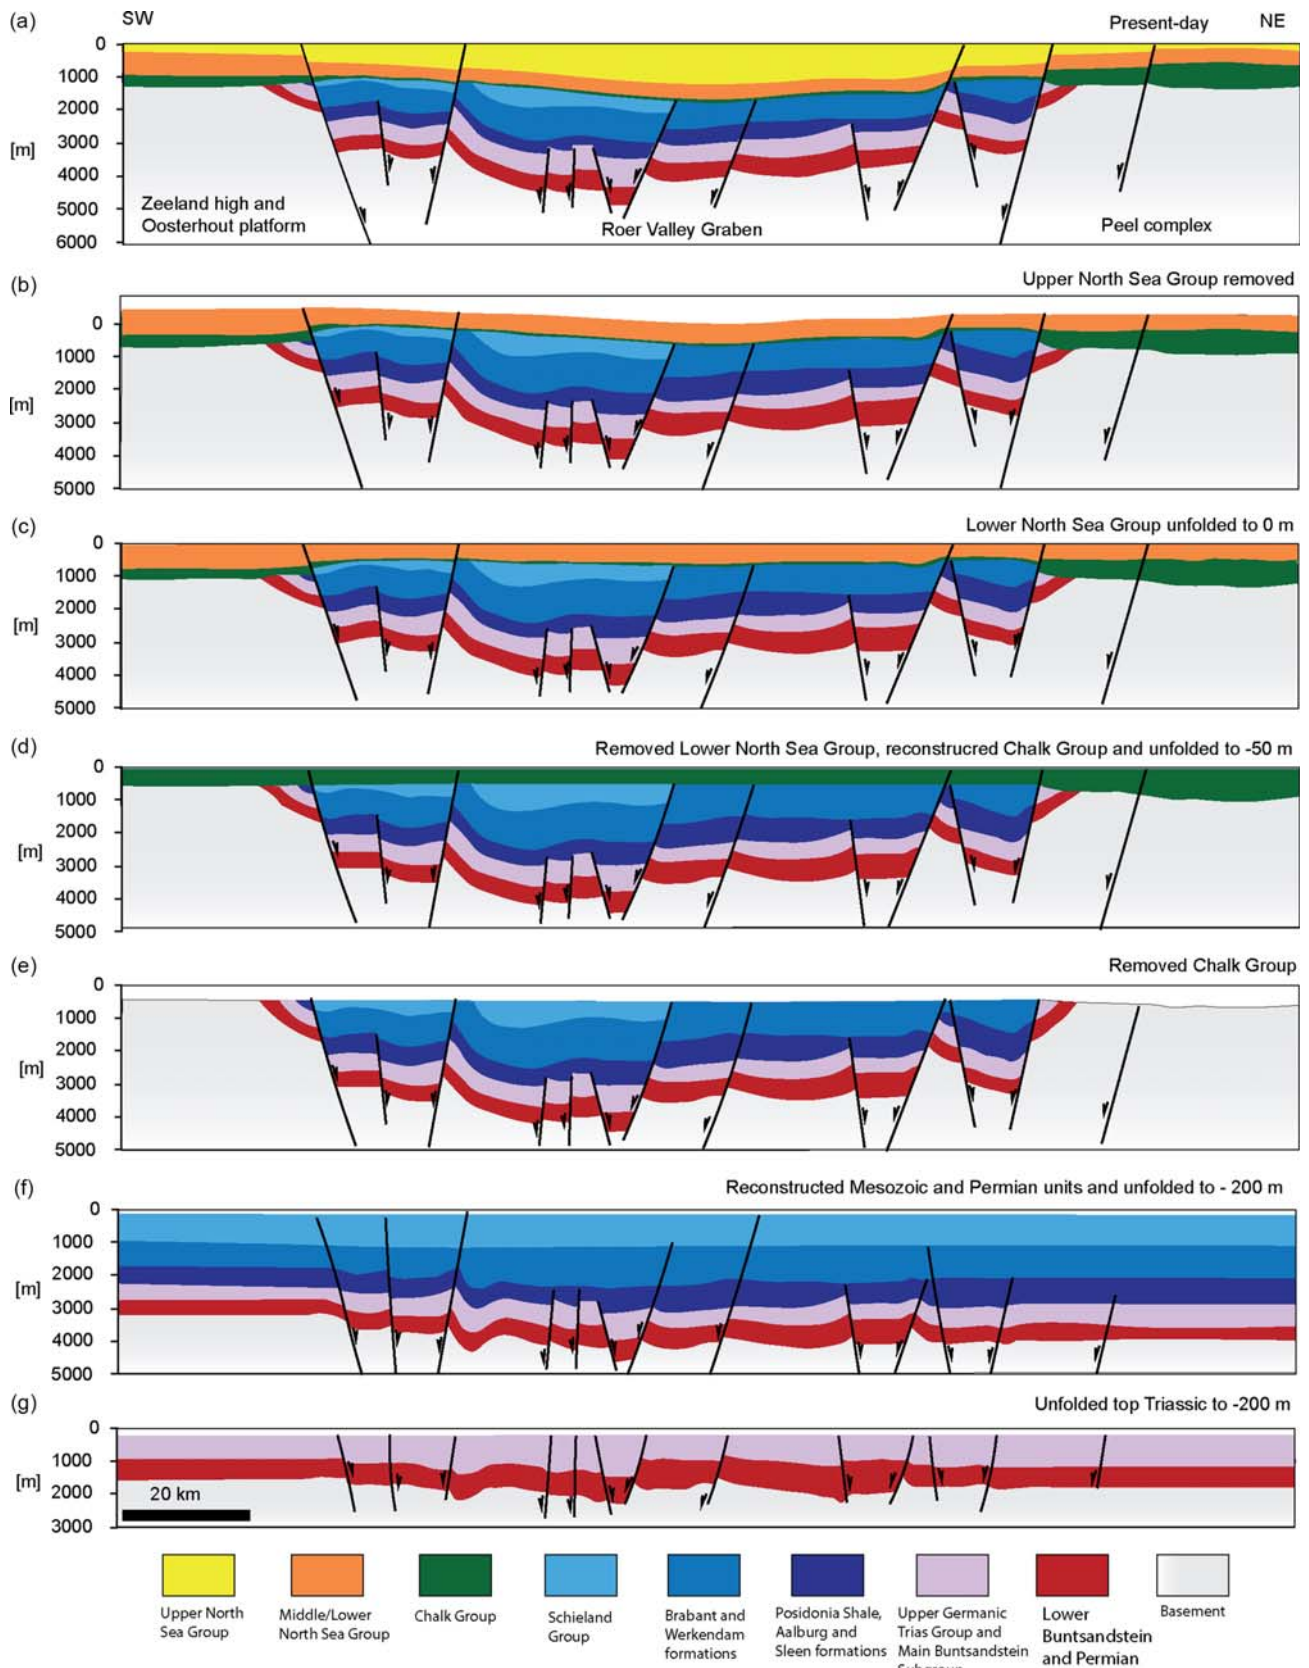 (a)
SW
Present-day
NE
0
1000
2000
3000
[m]
4000
5000
6000
Zeeland high and
Oosterhout platform
Roer Valley Graben
Peel complex
(b)
Upper North Sea Group removed
0
1000
2000
[m]
3000
4000
5000
(c)
Lower North Sea Group unfolded to 0 m
0
1000
2000
[m]
3000
4000
5000
(d)
Removed Lower North Sea Group, reconstrucred Chalk Group and unfolded to -50 m
0
1000
2000
[m]
3000
4000
5000
(e)
Removed Chalk Group
0
1000
2000
[m]
3000
4000
5000
(f)
Reconstructed Mesozoic and Permian units and unfolded to - 200 m
0
1000
2000
[m]
3000
4000
5000
(g)
Unfolded top Triassic to -200 m
0
1000
[m]
2000
3000
20 km
Upper North
Sea Group
Middle/Lower
North Sea Group
Chalk Group
Schieland
Group
Brabant and
Werkendam
formations
Posidonia Shale,
Aalburg and
Sleen formations
Upper Germanic
Trias Group and
Main Buntsandstein
Lower
Buntsandstein
and Permian
Basement